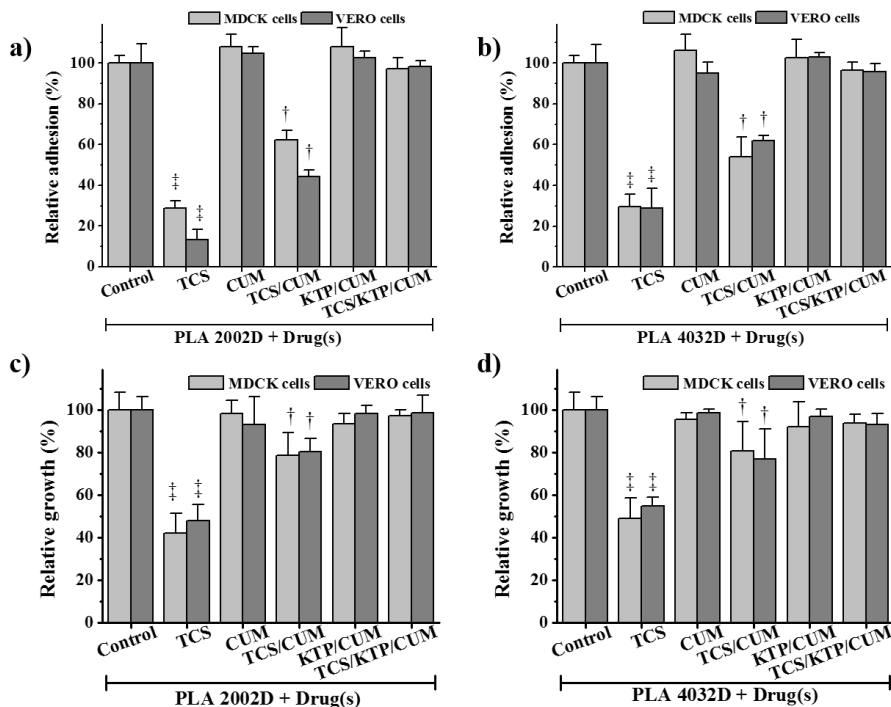 a)
MDCK cells VERO cells
Relative adhesion (%)
100
80
60
40
20
0
‡ ‡ † †
Control TCS CUM TCS/CUM KTP/CUM TCS/KTP/CUM
PLA 2002D + Drug(s)
b)
MDCK cells VERO cells
Relative adhesion (%)
100
80
60
40
20
0
‡ ‡ † †
Control TCS CUM TCS/CUM KTP/CUM TCS/KTP/CUM
PLA 4032D + Drug(s)
c)
MDCK cells VERO cells
Relative growth (%)
100
80
60
40
20
0
‡ ‡ † †
Control TCS CUM TCS/CUM KTP/CUM TCS/KTP/CUM
PLA 2002D + Drug(s)
d)
MDCK cells VERO cells
Relative growth (%)
100
80
60
40
20
0
‡ ‡ † †
Control TCS CUM TCS/CUM KTP/CUM TCS/KTP/CUM
PLA 4032D + Drug(s)